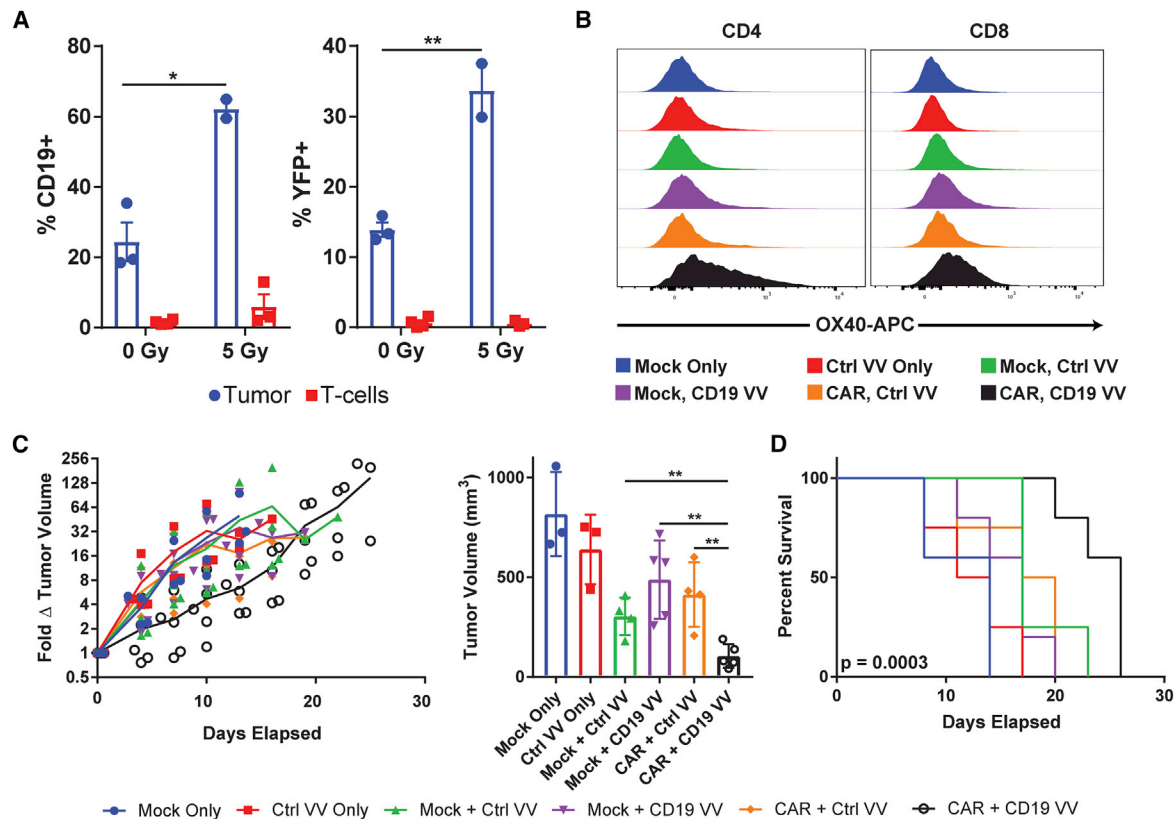 A
80
60
40
20
0
% CD19+
*
0 Gy
5 Gy
40
30
20
10
0
% YFP+
**
0 Gy
5 Gy
Tumor
T-cells
B
CD4
CD8
0
10³
10⁴
0
10³
10⁴
OX40-APC
Mock Only
Ctrl VV Only
Mock, Ctrl VV
Mock, CD19 VV
CAR, Ctrl VV
CAR, CD19 VV
C
256
128
64
32
16
8
4
2
1
0.5
Fold Δ Tumor Volume
0
10
20
30
Days Elapsed
1000
500
0
Tumor Volume (mm³)
**
**
**
Mock Only
Ctrl VV Only
Mock + Ctrl VV
Mock + CD19 VV
CAR + Ctrl VV
CAR + CD19 VV
D
100
50
0
Percent Survival
p = 0.0003
0
10
20
30
Days Elapsed
Mock Only
Ctrl VV Only
Mock + Ctrl VV
Mock + CD19 VV
CAR + Ctrl VV
CAR + CD19 VV